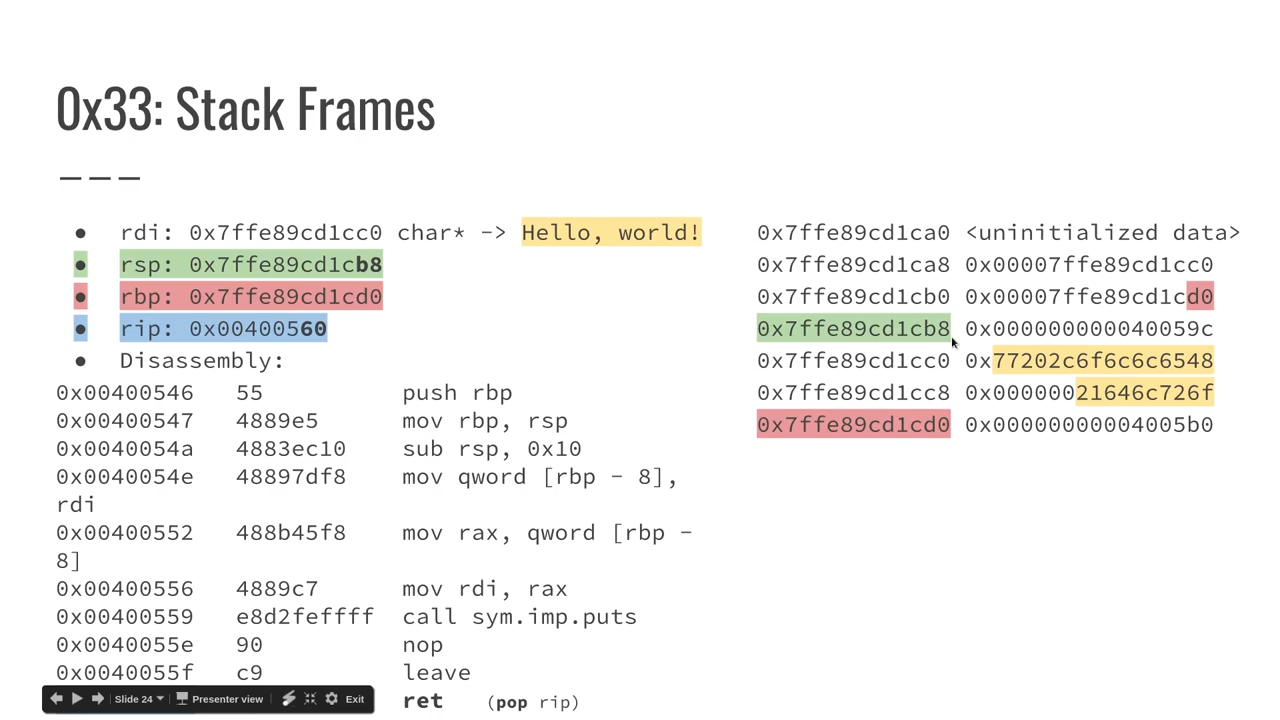 0x33: Stack Frames
● rdi: 0x7ffe89cd1cc0 char* -> Hello, world!
● rsp: 0x7ffe89cd1cb8
● rbp: 0x7ffe89cd1cd0
● rip: 0x00400560
● Disassembly:
0x00400546 55 push rbp
0x00400547 4889e5 mov rbp, rsp
0x0040054a 4883ec10 sub rsp, 0x10
0x0040054e 48897df8 mov qword [rbp - 8],
rdi
0x00400552 488b45f8 mov rax, qword [rbp -
8]
0x00400556 4889c7 mov rdi, rax
0x00400559 e8d2feffff call sym.imp.puts
0x0040055e 90 nop
0x0040055f c9 leave
ret (pop rip)
0x7ffe89cd1ca0 <uninitialized data>
0x7ffe89cd1ca8 0x00007ffe89cd1cc0
0x7ffe89cd1cb0 0x00007ffe89cd1cd0
0x7ffe89cd1cb8 0x000000000040059c
0x7ffe89cd1cc0 0x77202c6f6c6c6548
0x7ffe89cd1cc8 0x00000021646c726f
0x7ffe89cd1cd0 0x00000000004005b0
Slide 24 Presenter view Exit